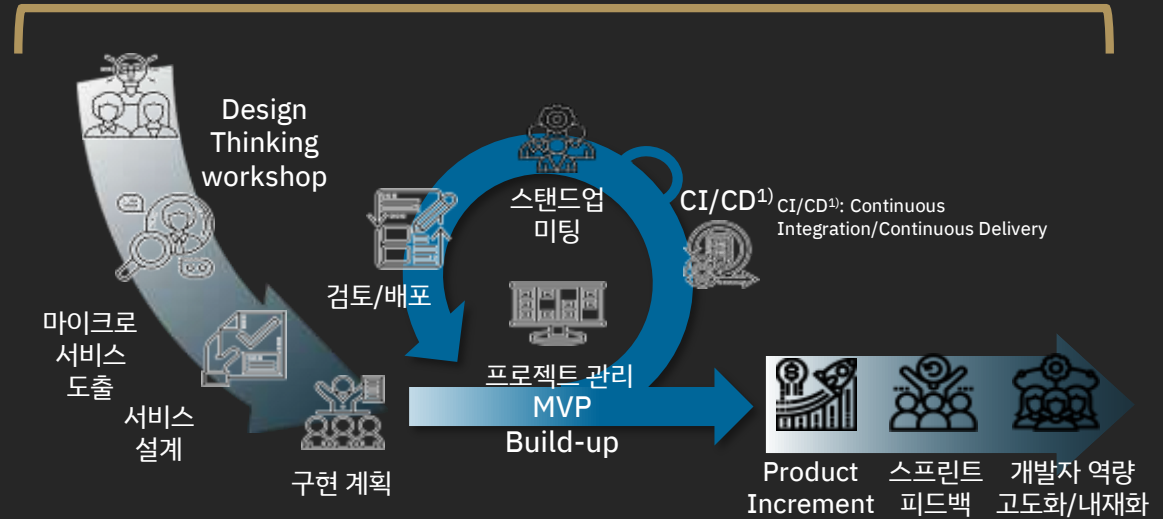 Design
Thinking
workshop
마이크로
서비스
도출
서비스
설계
구현 계획
검토/배포
스탠드업
미팅
CI/CD1)
CI/CD1): Continuous
Integration/Continuous Delivery
프로젝트 관리
MVP
Build-up
Product
Increment
스프린트
피드백
개발자 역량
고도화/내재화